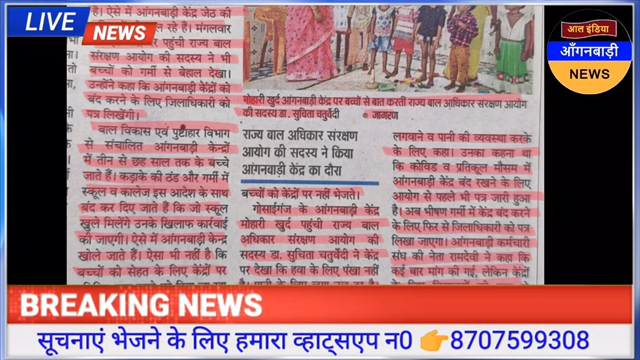 LIVE NEWS
आल इंडिया
आँगनबाड़ी
NEWS
है। ऐसे में आंगनबाड़ी केंद्र जेठ की
रहे हैं। मंगलवार
पहुंची राज्य बाल
संरक्षण आयोग की सदस्य ने भी
बच्चों को गर्मी से बेहाल देखा।
उन्होंने कहा कि आंगनबाड़ी केंद्रों को
बंद करने के लिए जिलाधिकारी को
पत्र लिखेंगी।
बाल विकास एवं पुष्टाहार विभाग
से संचालित आंगनबाड़ी केन्द्रों
में तीन से छह साल तक के बच्चे
जाते हैं। कड़ाके की ठंड और गर्मी में
स्कूल व कालेज इस आदेश के साथ
बंद कर दिए जाते हैं कि जो स्कूल
खुले मिलेंगे उनके खिलाफ कार्रवाई
की जाएगी। ऐसे में आंगनबाड़ी केन्द्र
खोले जाते हैं। ऐसा भी नहीं है कि
बच्चों की सेहत के लिए केंद्रों पर
मोहारी खुर्द आंगनबाड़ी केंद्र पर बच्चों से बात करती राज्य बाल अधिकार संरक्षण आयोग
की सदस्य डा. सुचिता चतुर्वेदी ● जागरण
राज्य बाल अधिकार संरक्षण
आयोग की सदस्य ने किया
आंगनबाड़ी केंद्र का दौरा
बच्चों को केंद्रों पर नहीं भेजते।
गोसाईगंज के आंगनबाड़ी केंद्र
मोहारी खुर्द पहुंची राज्य बाल
अधिकार संरक्षण आयोग की
सदस्य डा. सुचिता चतुर्वेदी ने केंद्र
पर देखा कि हवा के लिए पंखा नहीं
लगवाने व पानी की व्यवस्था करके
के लिए कहा। उनका कहना था
कि कोविड व प्रतिकूल मौसम में
आंगनबाड़ी केंद्र बंद रखने के लिए
आयोग से पहले भी पत्र जारी हुआ
है। अब भीषण गर्मी में केंद्र बंद करने
के लिए फिर से जिलाधिकारी को पत्र
लिखा जाएगा। आंगनबाड़ी कर्मचारी
संघ की नेता रामदेवी ने कहा कि
कई बार मांग की गई, लेकिन केंद्रों
BREAKING NEWS
सूचनाएं भेजने के लिए हमारा व्हाट्सएप न0 👉8707599308